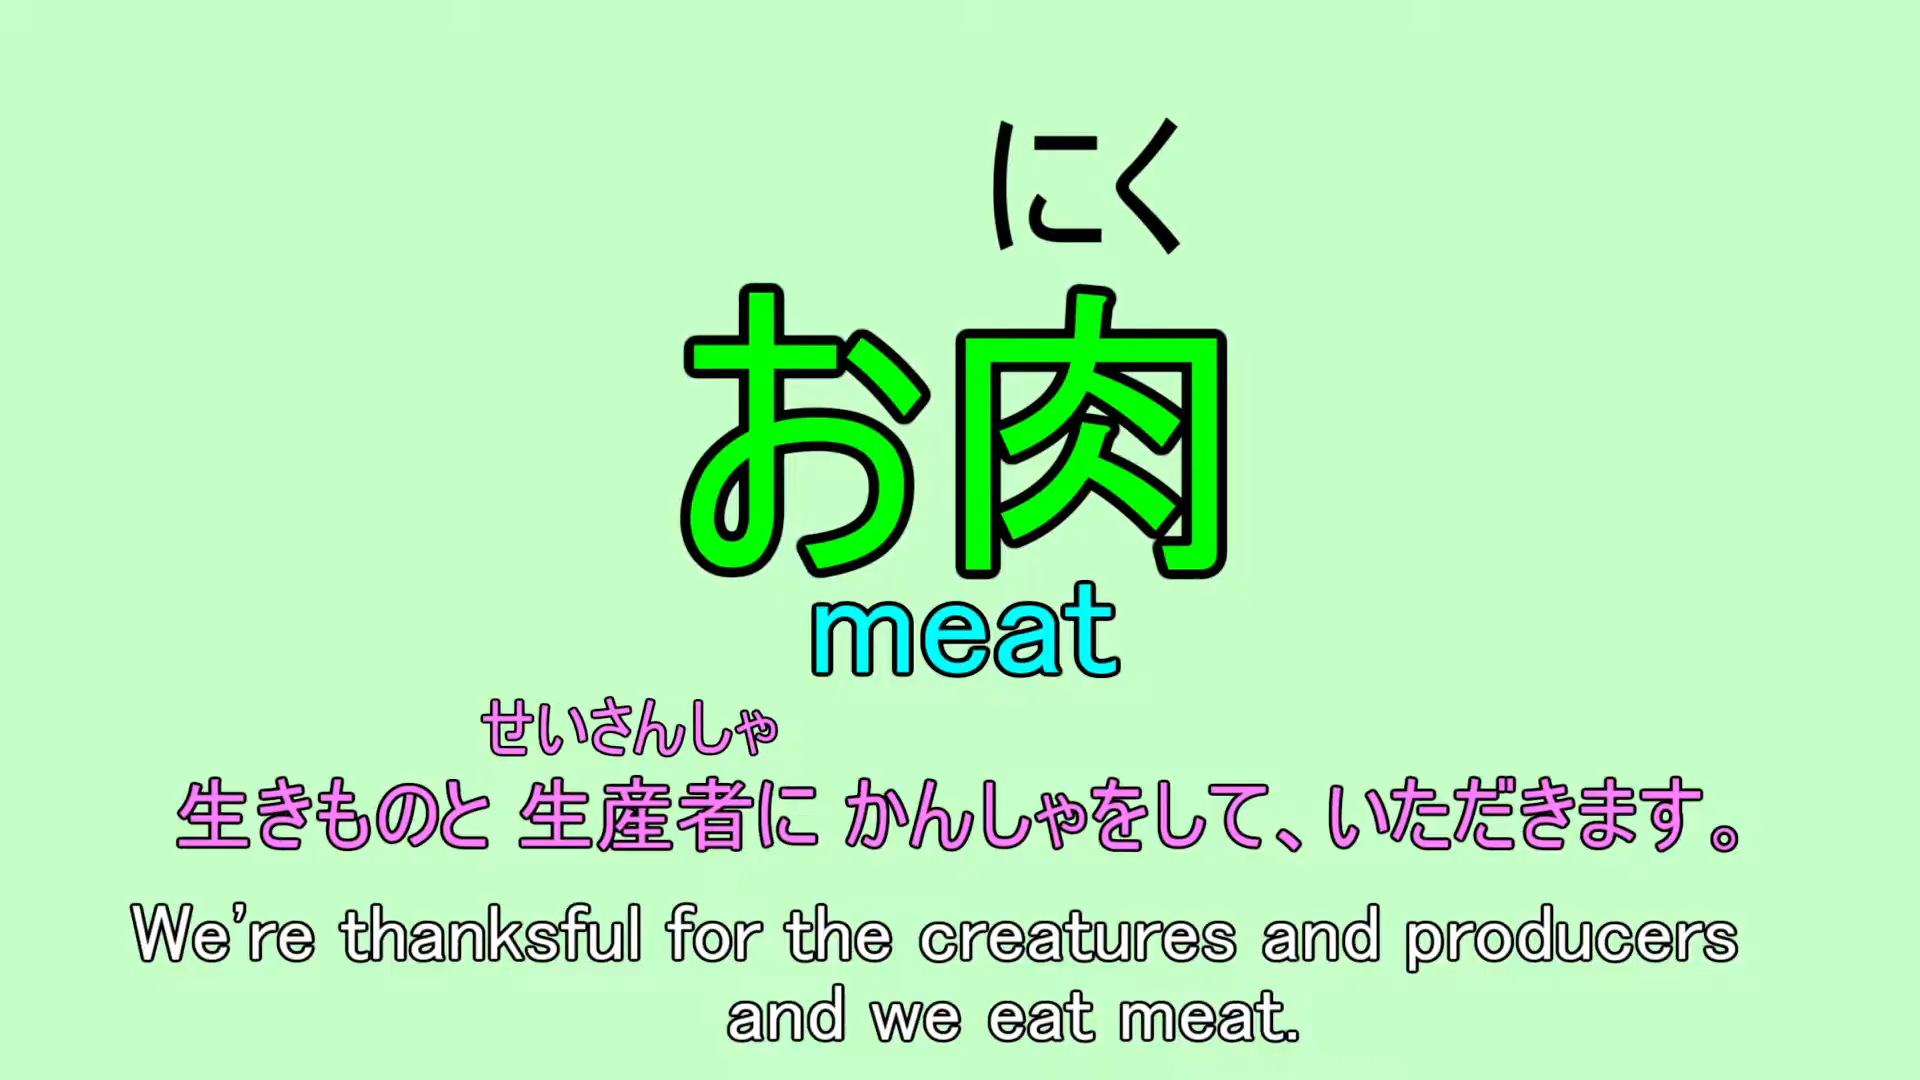 にく
お肉
meat
せいさんしゃ
生きものと 生産者に かんしゃをして、いただきます。
We're thanksful for the creatures and producers
and we eat meat.